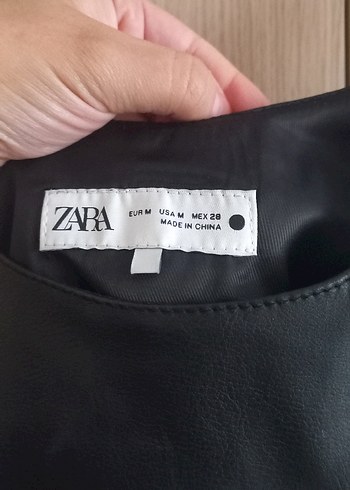 ZARA
EUR M USA M MEX 28
MADE IN CHINA